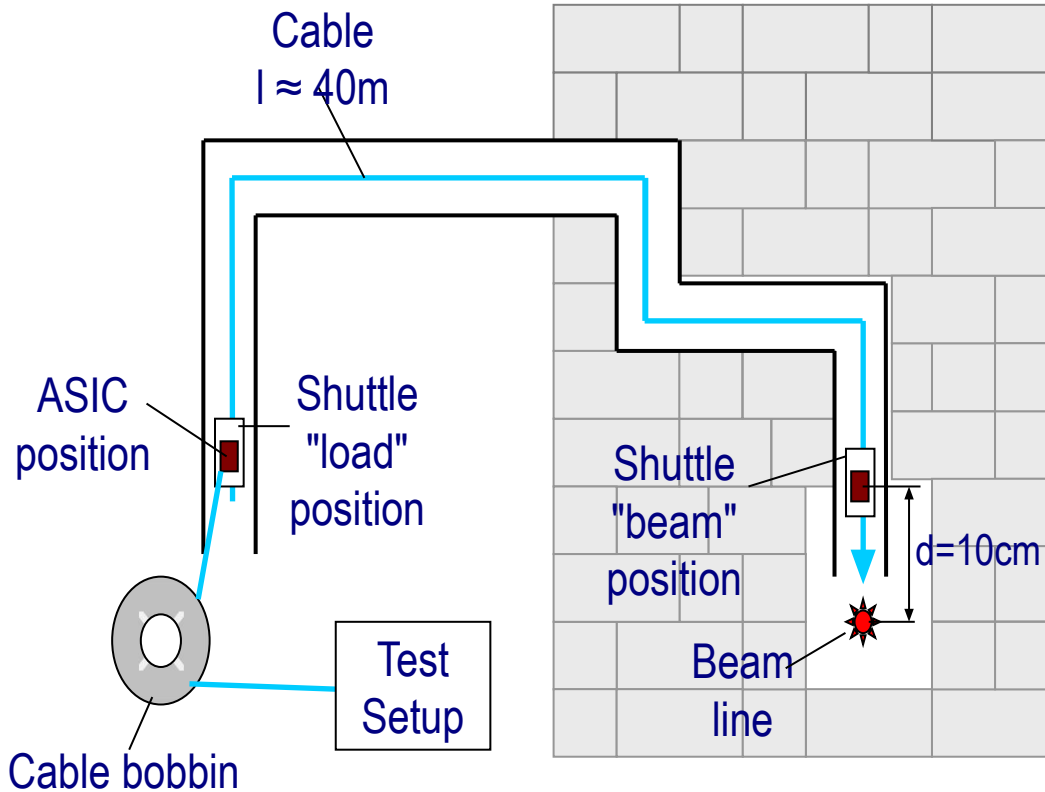 Cable
l ≈ 40m
ASIC
position
Shuttle
"load"
position
Shuttle
"beam"
position
d=10cm
Test
Setup
Beam
line
Cable bobbin